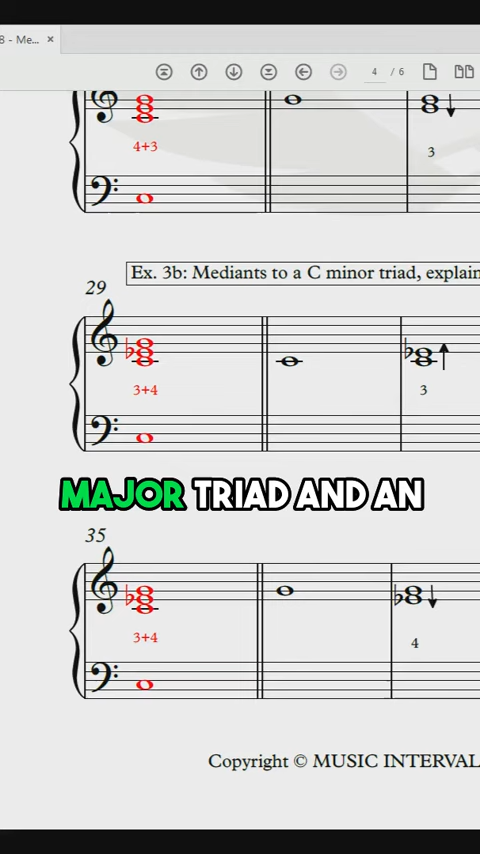 8 - Me...
4 / 6
4+3
3
Ex. 3b: Mediants to a C minor triad, explain
29
3+4
3
MAJOR TRIAD AND AN
35
3+4
4
Copyright © MUSIC INTERVAL